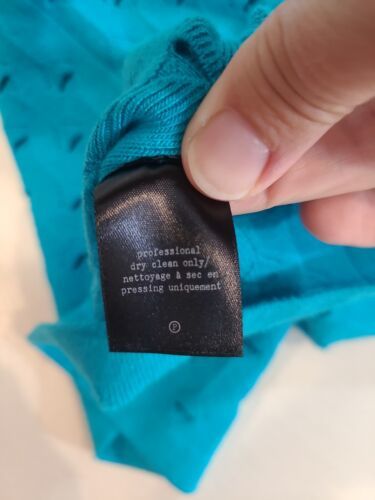 professional
dry clean only/
nettoyage à sec en
pressing uniquement
P